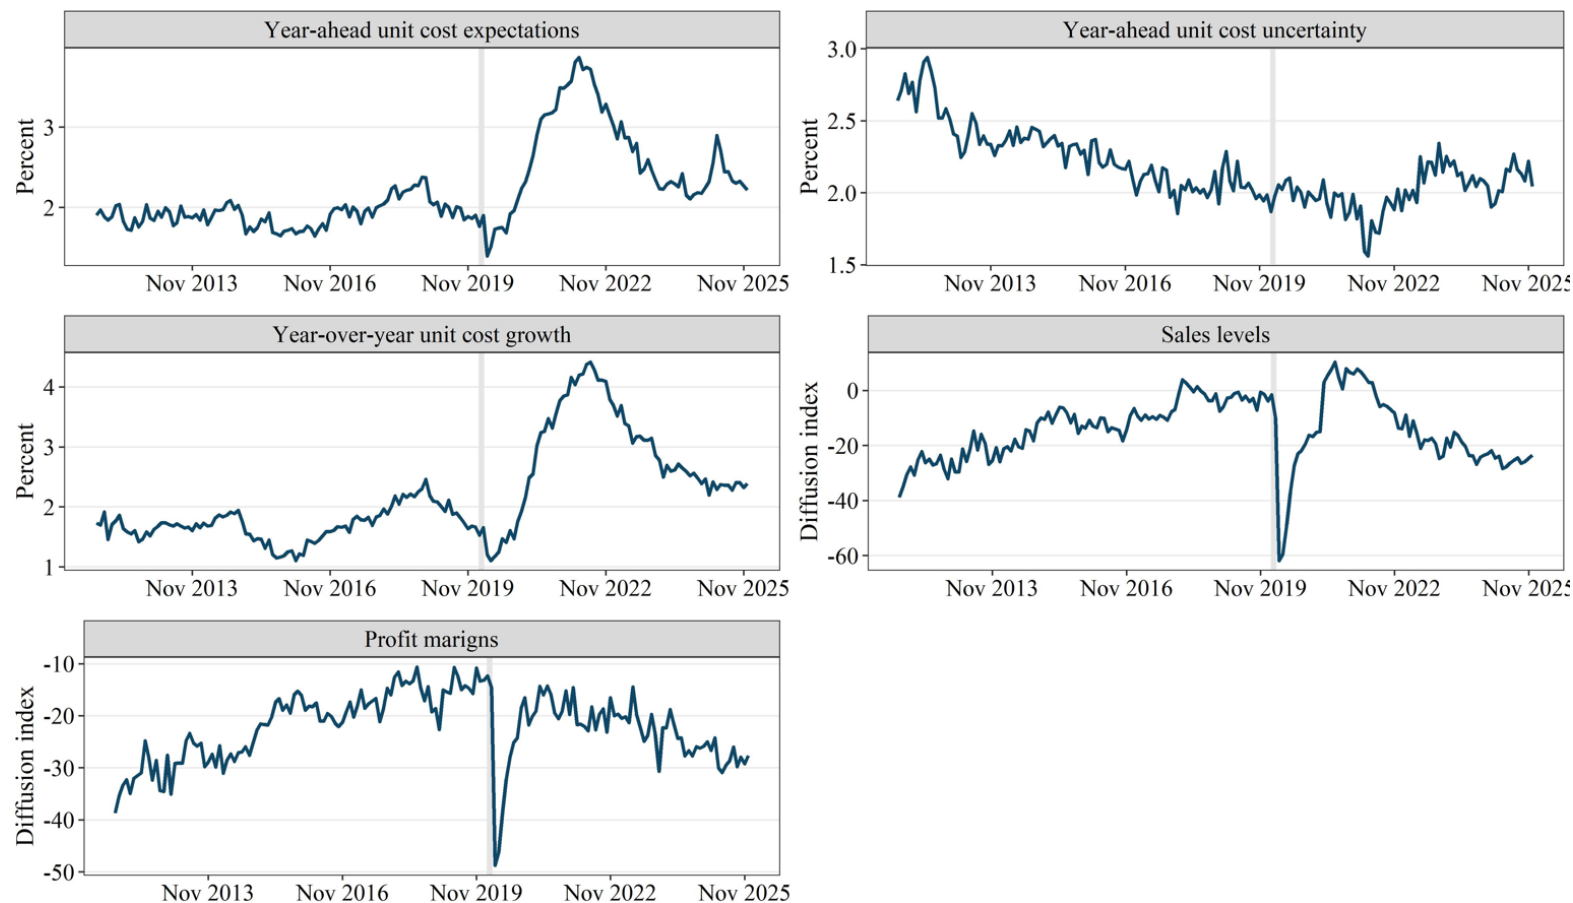 Year-ahead unit cost expectations
Percent
3
2
Nov 2013 Nov 2016 Nov 2019 Nov 2022 Nov 2025
Year-ahead unit cost uncertainty
Percent
3.0
2.5
2.0
1.5
Nov 2013 Nov 2016 Nov 2019 Nov 2022 Nov 2025
Year-over-year unit cost growth
Percent
4
3
2
1
Nov 2013 Nov 2016 Nov 2019 Nov 2022 Nov 2025
Sales levels
Diffusion index
0
-20
-40
-60
Nov 2013 Nov 2016 Nov 2019 Nov 2022 Nov 2025
Profit marigns
Diffusion index
-10
-20
-30
-40
-50
Nov 2013 Nov 2016 Nov 2019 Nov 2022 Nov 2025